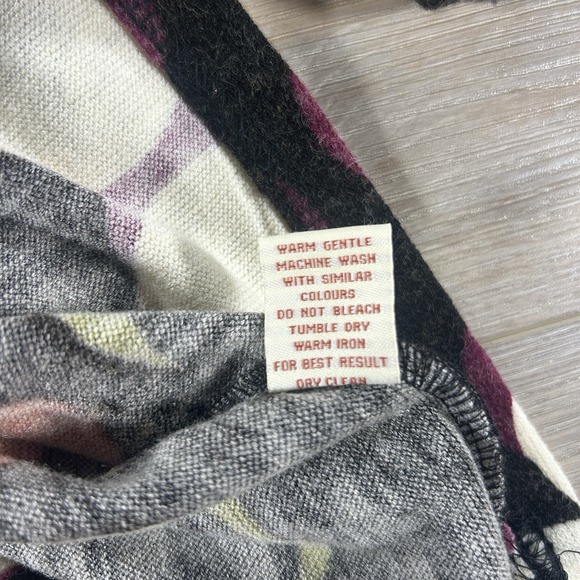 WARM GENTLE
MACHINE WASH
WITH SIMILAR
COLOURS
DO NOT BLEACH
TUMBLE DRY
WARM IRON
FOR BEST RESULT
DRY CLEAN